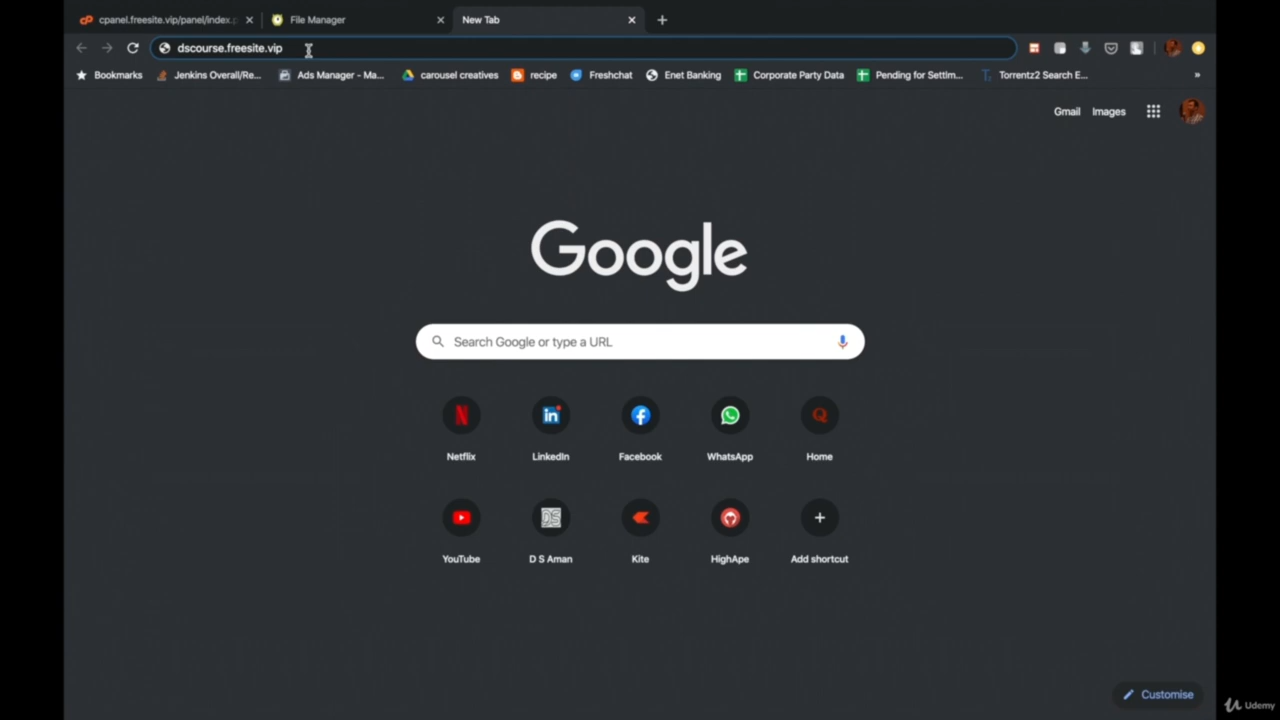 cpanel.freesite.vip/panel/index.p
File Manager
New Tab
dscourse.freesite.vip
Bookmarks
Jenkins Overall/Re...
Ads Manager - Ma...
carousel creatives
recipe
Freshchat
Enet Banking
Corporate Party Data
Pending for Settlm...
Torrentz2 Search E...
»
Gmail
Images
Google
Search Google or type a URL
Netflix
LinkedIn
Facebook
WhatsApp
Home
YouTube
D S Aman
Kite
HighApe
Add shortcut
Customise
Udemy